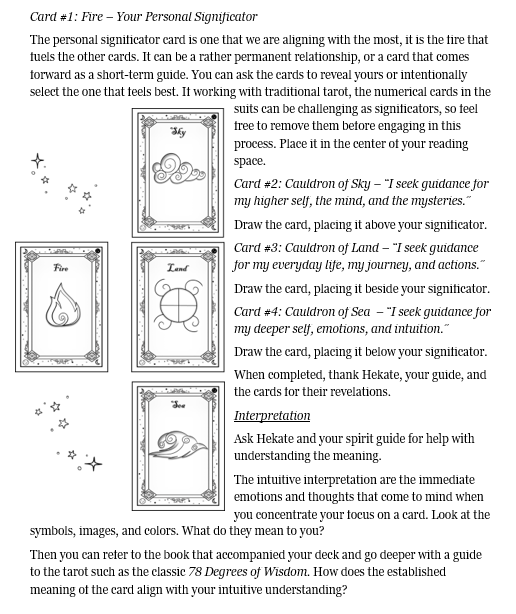 Card #1: Fire – Your Personal Significator
The personal significator card is one that we are aligning with the most, it is the fire that
fuels the other cards. It can be a rather permanent relationship, or a card that comes
forward as a short-term guide. You can ask the cards to reveal yours or intentionally
select the one that feels best. If working with traditional tarot, the numerical cards in the
suits can be challenging as significators, so feel
free to remove them before engaging in this
process. Place it in the center of your reading
space.
Card #2: Cauldron of Sky – “I seek guidance for
my higher self, the mind, and the mysteries.”
Draw the card, placing it above your significator.
Card #3: Cauldron of Land – “I seek guidance
for my everyday life, my journey, and actions.”
Draw the card, placing it beside your significator.
Card #4: Cauldron of Sea – “I seek guidance for
my deeper self, emotions, and intuition.”
Draw the card, placing it below your significator.
When completed, thank Hekate, your guide, and
the cards for their revelations.
Sky
Fire
Land
Sea
Interpretation
Ask Hekate and your spirit guide for help with
understanding the meaning.
The intuitive interpretation are the immediate
emotions and thoughts that come to mind when
you concentrate your focus on a card. Look at the
symbols, images, and colors. What do they mean to you?
Then you can refer to the book that accompanied your deck and go deeper with a guide
to the tarot such as the classic 78 Degrees of Wisdom. How does the established
meaning of the card align with your intuitive understanding?